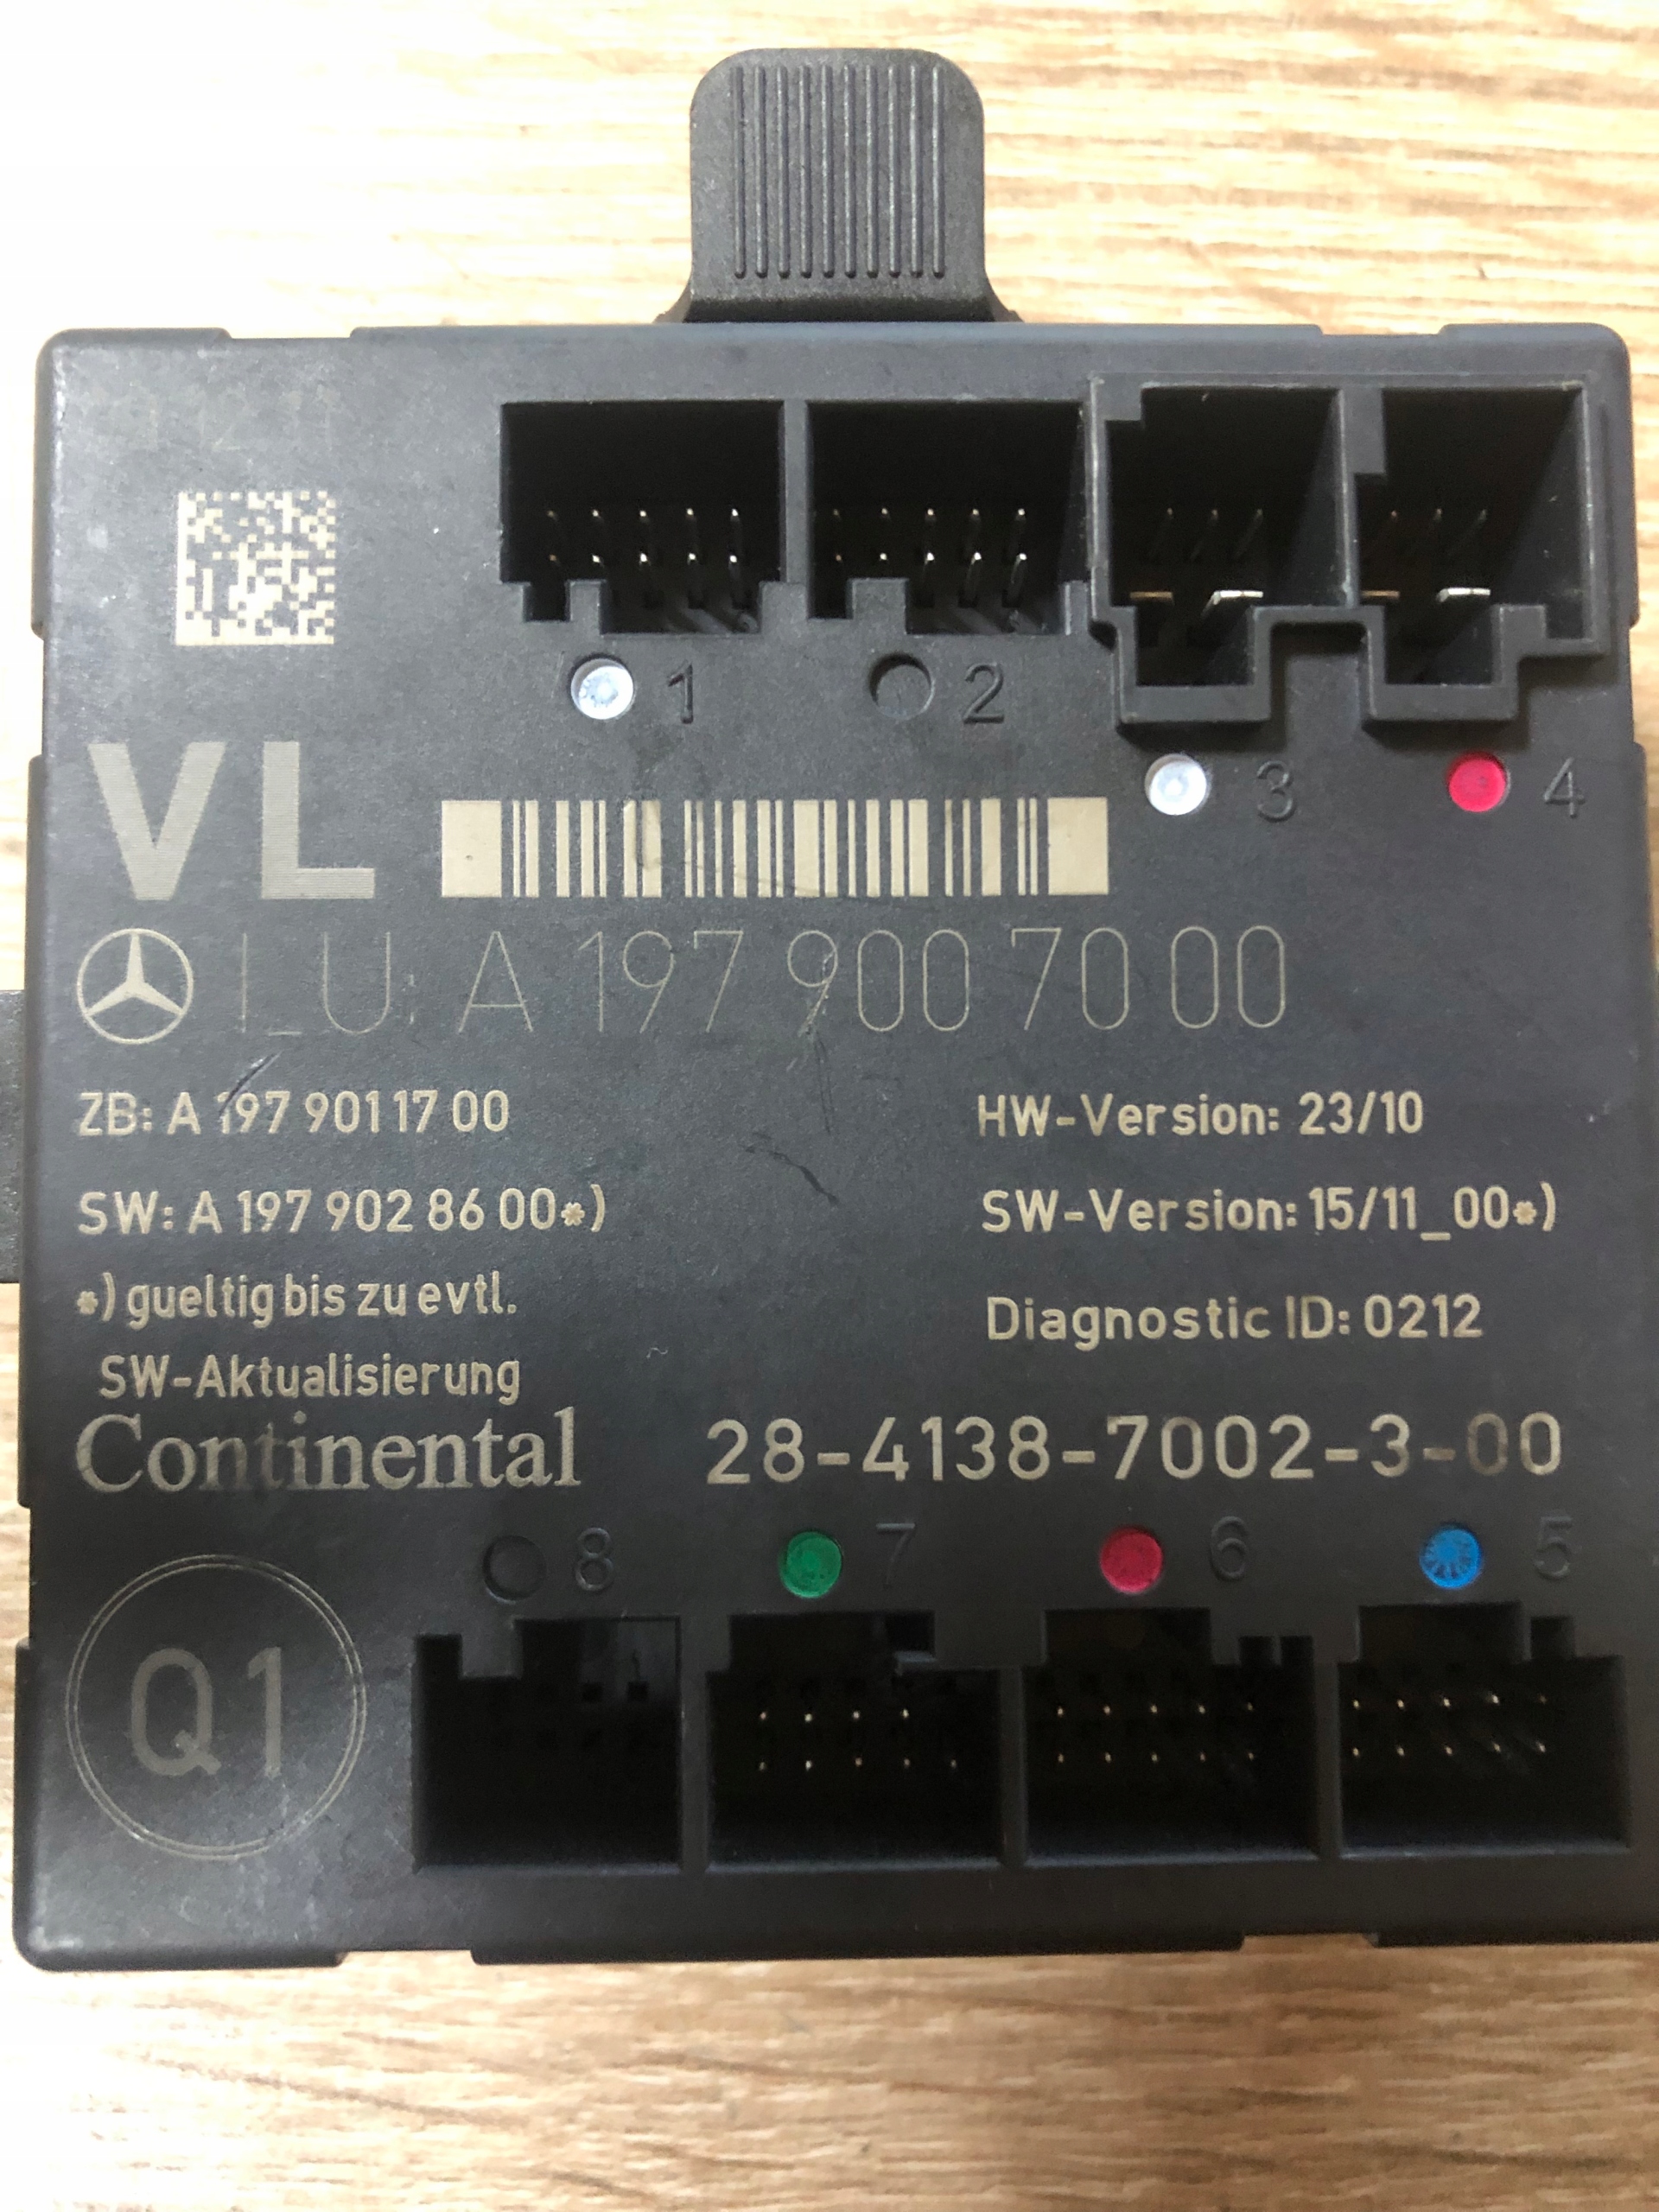 1
2
3
4
VL
LU A 197 900 70 00
ZB: A 197 901 17 00
HW-Version: 23/10
SW: A 197 902 86 00*)
SW-Version: 15/11_00*)
*) gueltig bis zu evtl.
SW-Aktualisierung
Diagnostic ID: 0212
Continental
28-4138-7002-3-00
8
7
6
5
Q1